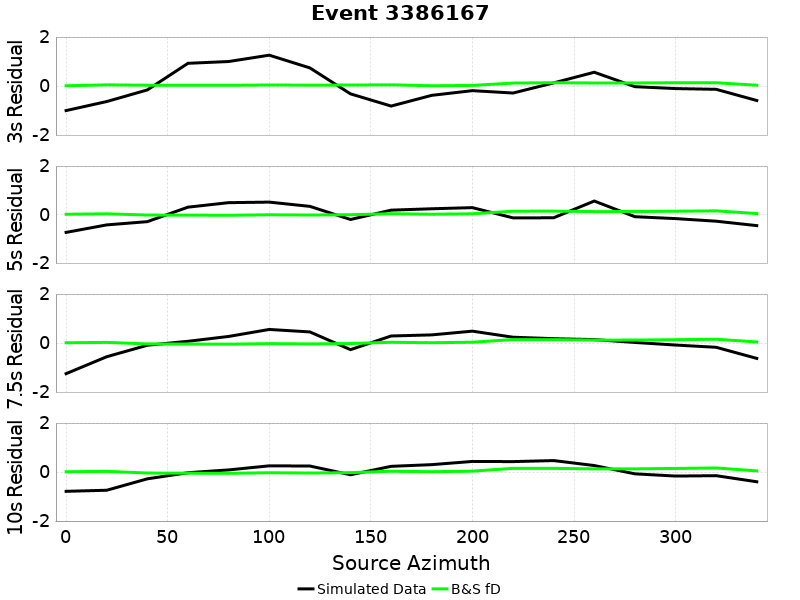 Event 3386167
3s Residual
2
0
-2
5s Residual
2
0
-2
7.5s Residual
2
0
-2
10s Residual
2
0
-2
0 50 100 150 200 250 300
Source Azimuth
Simulated Data B&S fD